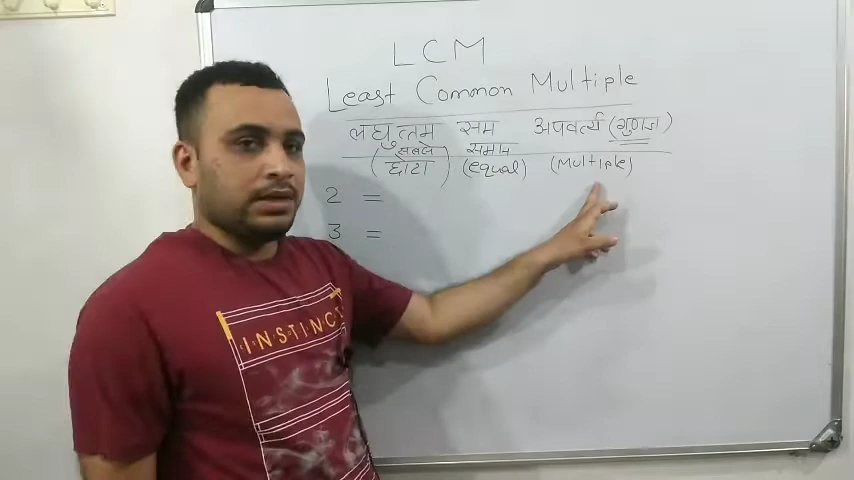 LCM
Least Common Multiple
लघुत्तम सम अपवर्त्य (गुणज)
(सबसे छोटा) समान (equal) (Multiple)
2 =
3 =
INSTINCT